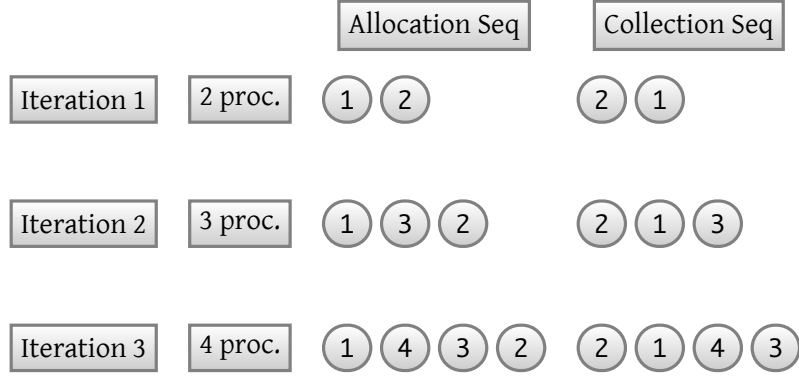 Allocation Seq Collection Seq
Iteration 1 2 proc. 1 2 2 1
Iteration 2 3 proc. 1 3 2 2 1 3
Iteration 3 4 proc. 1 4 3 2 2 1 4 3